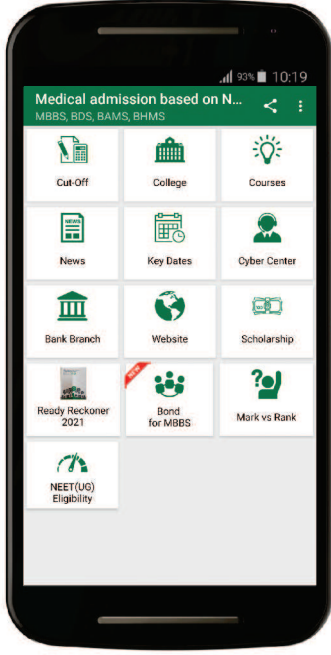 93% 10:19
Medical admission based on N...
MBBS, BDS, BAMS, BHMS
Cut-Off
College
Courses
NEWS
News
Key Dates
Cyber Center
Bank Branch
Website
Scholarship
Ready Reckoner
2021
NEW
Bond
for MBBS
Mark vs Rank
NEET(UG)
Eligibility